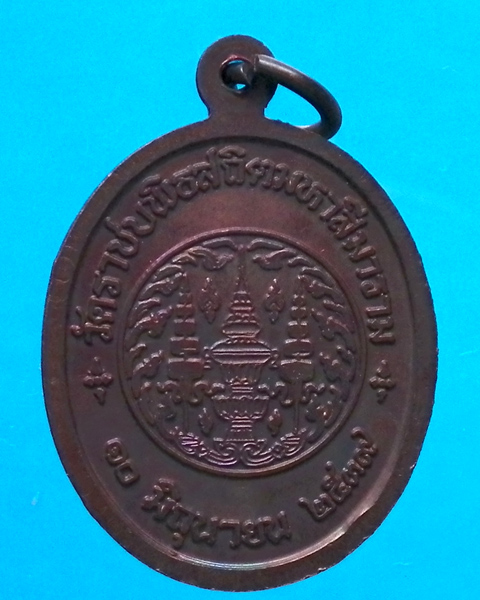 วัดราชบพิธสถิตมหาสีมาราม
๑๐ มิถุนายน ๒๕๓๗